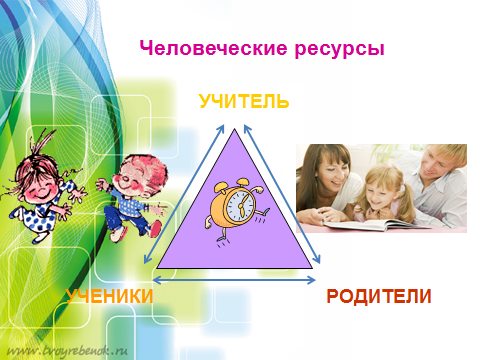 Человеческие ресурсы
УЧИТЕЛЬ
УЧЕНИКИ
РОДИТЕЛИ
www.tvoyrebenok.ru